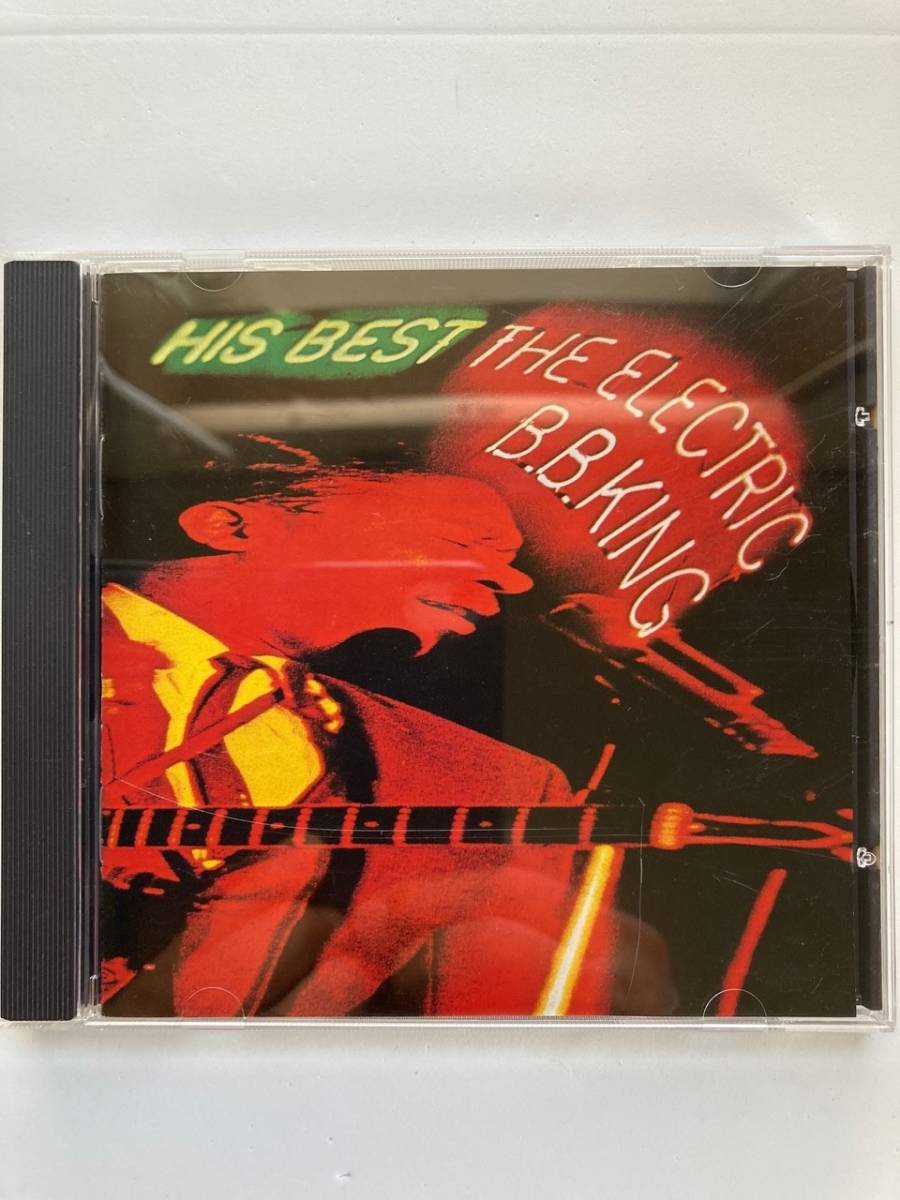 HIS BEST
THE ELECTRIC
B.B.KING